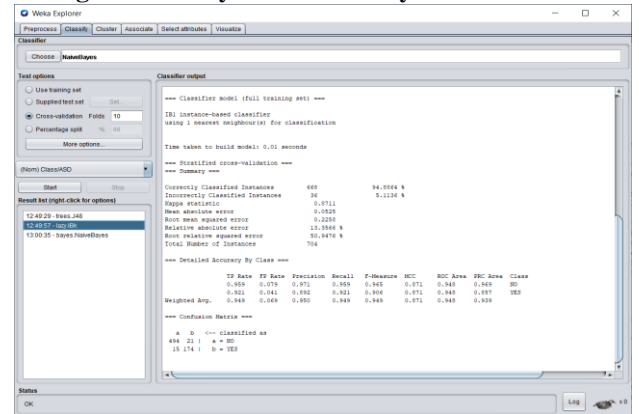 Weka Explorer
Preprocess Classify Cluster Associate Select attributes Visualize
Classifier
Choose NaiveBayes
Test options
Use training set
Supplied test set Set...
Cross-validation Folds 10
Percentage split % 66
More options...
(Nom) Class/ASD
Start Stop
Result list (right-click for options)
12:49:29 - trees.J48
12:49:57 - lazy.IBk
13:00:35 - bayes.NaiveBayes
Classifier output
=== Classifier model (full training set) ===
IB1 instance-based classifier
using 1 nearest neighbour(s) for classification
Time taken to build model: 0.01 seconds
=== Stratified cross-validation ===
=== Summary ===
Correctly Classified Instances 668 94.8864 %
Incorrectly Classified Instances 36 5.1136 %
Kappa statistic 0.8711
Mean absolute error 0.0525
Root mean squared error 0.2258
Relative absolute error 13.3566 %
Root relative squared error 50.9476 %
Total Number of Instances 704
=== Detailed Accuracy By Class ===
TP Rate FP Rate Precision Recall F-Measure MCC ROC Area PRC Area Class
0.959 0.079 0.971 0.959 0.965 0.871 0.948 0.969 NO
0.921 0.041 0.892 0.921 0.906 0.871 0.948 0.887 YES
Weighted Avg. 0.949 0.069 0.950 0.949 0.949 0.871 0.948 0.939
=== Confusion Matrix ===
a b <-- classified as
494 21 | a = NO
15 174 | b = YES
Status
OK
Log x 0